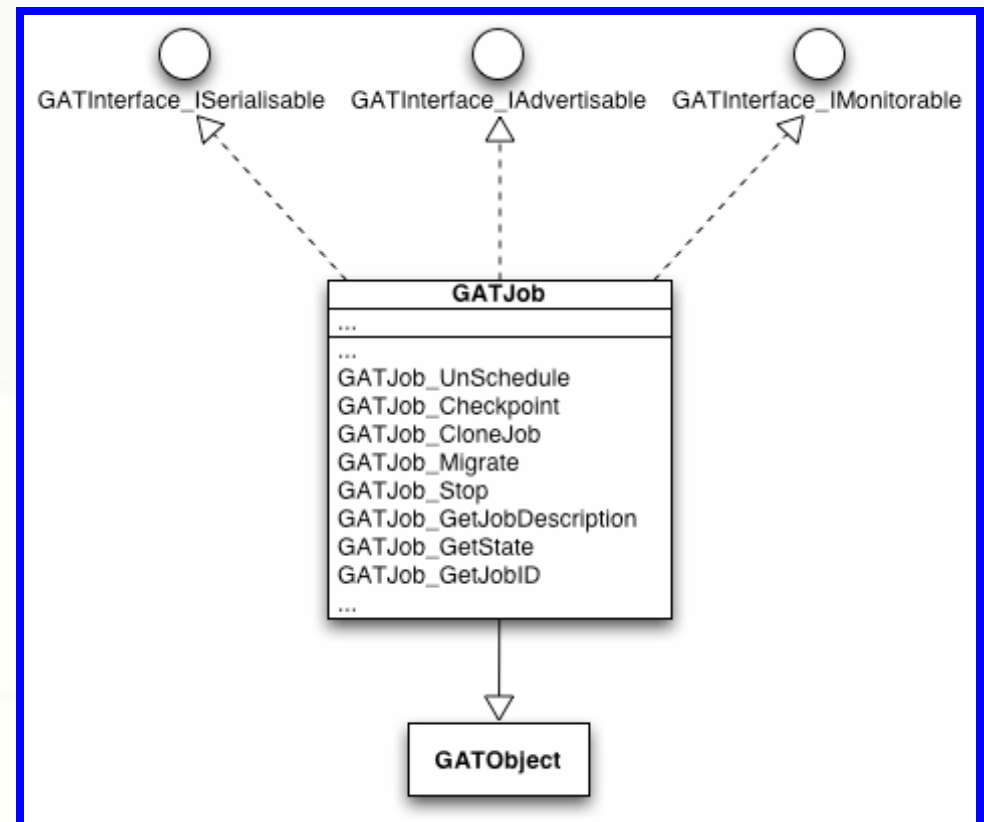 GATInterface_ISerialisable GATInterface_IAdvertisable GATInterface_IMonitorable
GATJob
...
...
GATJob_UnSchedule
GATJob_Checkpoint
GATJob_CloneJob
GATJob_Migrate
GATJob_Stop
GATJob_GetJobDescription
GATJob_GetState
GATJob_GetJobID
...
GATObject